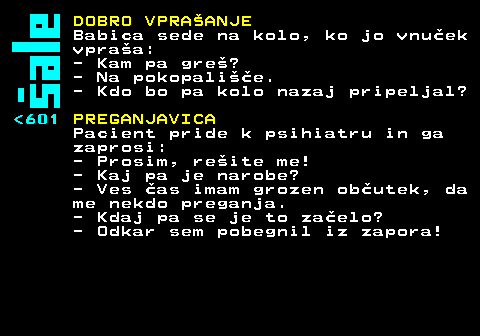 šale
DOBRO VPRAŠANJE
Babica sede na kolo, ko jo vnuček
vpraša:
- Kam pa greš?
- Na pokopališče.
- Kdo bo pa kolo nazaj pripeljal?
<601 PREGANJAVICA
Pacient pride k psihiatru in ga
zaprosi:
- Prosim, rešite me!
- Kaj pa je narobe?
- Ves čas imam grozen občutek, da
me nekdo preganja.
- Kdaj pa se je to začelo?
- Odkar sem pobegnil iz zapora!